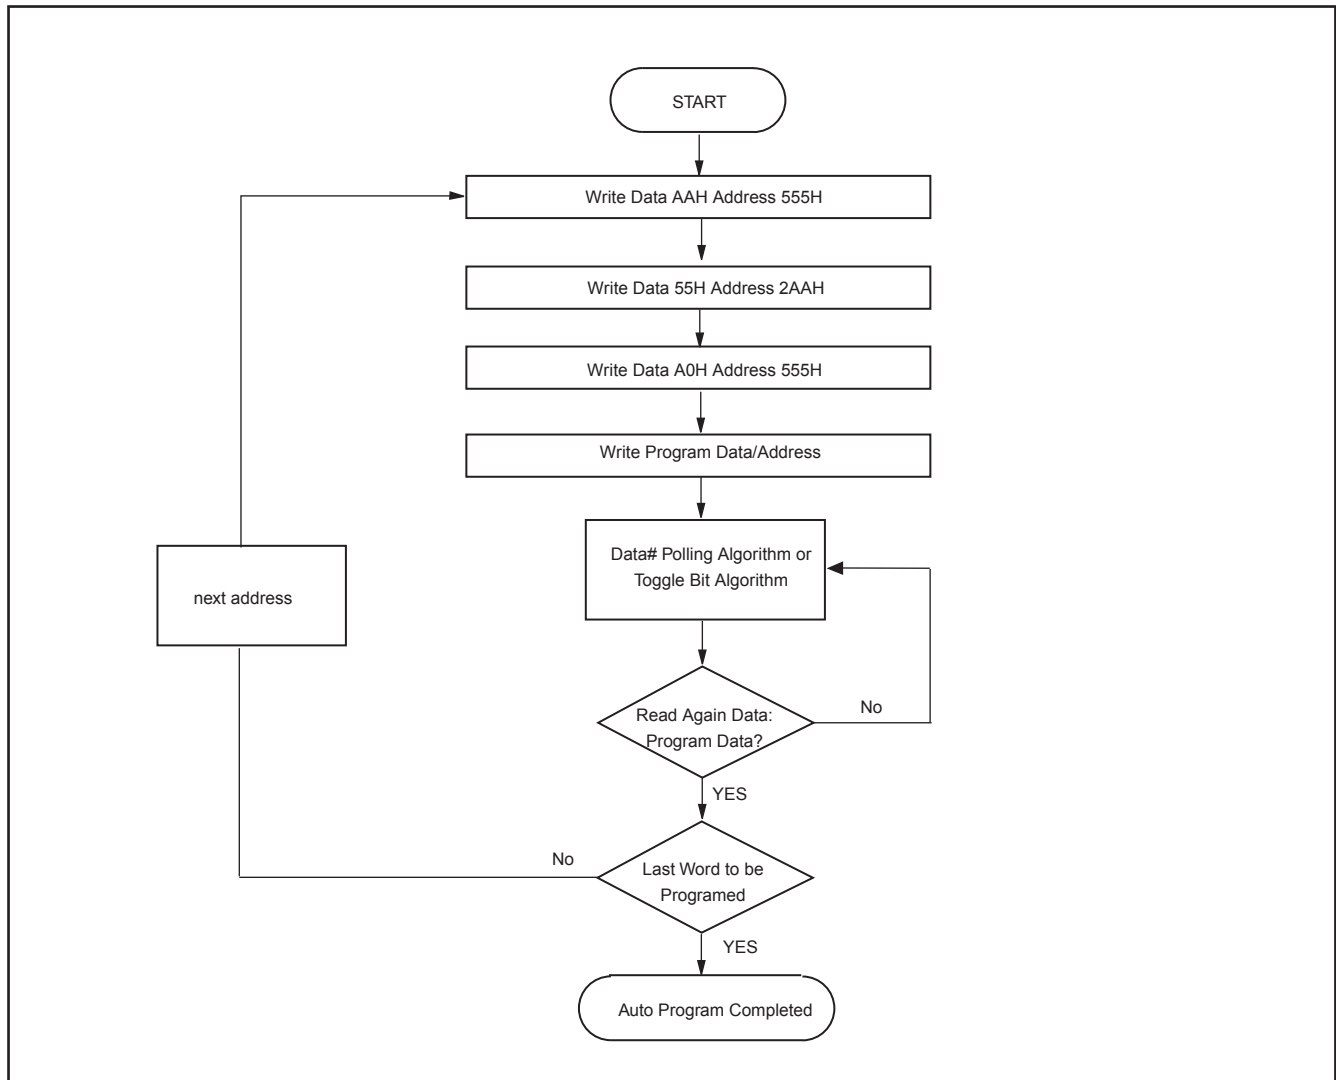 START
Write Data AAH Address 555H
Write Data 55H Address 2AAH
Write Data A0H Address 555H
Write Program Data/Address
Data# Polling Algorithm or
Toggle Bit Algorithm
next address
Read Again Data:
Program Data?
No
YES
No
Last Word to be
Programed
YES
Auto Program Completed